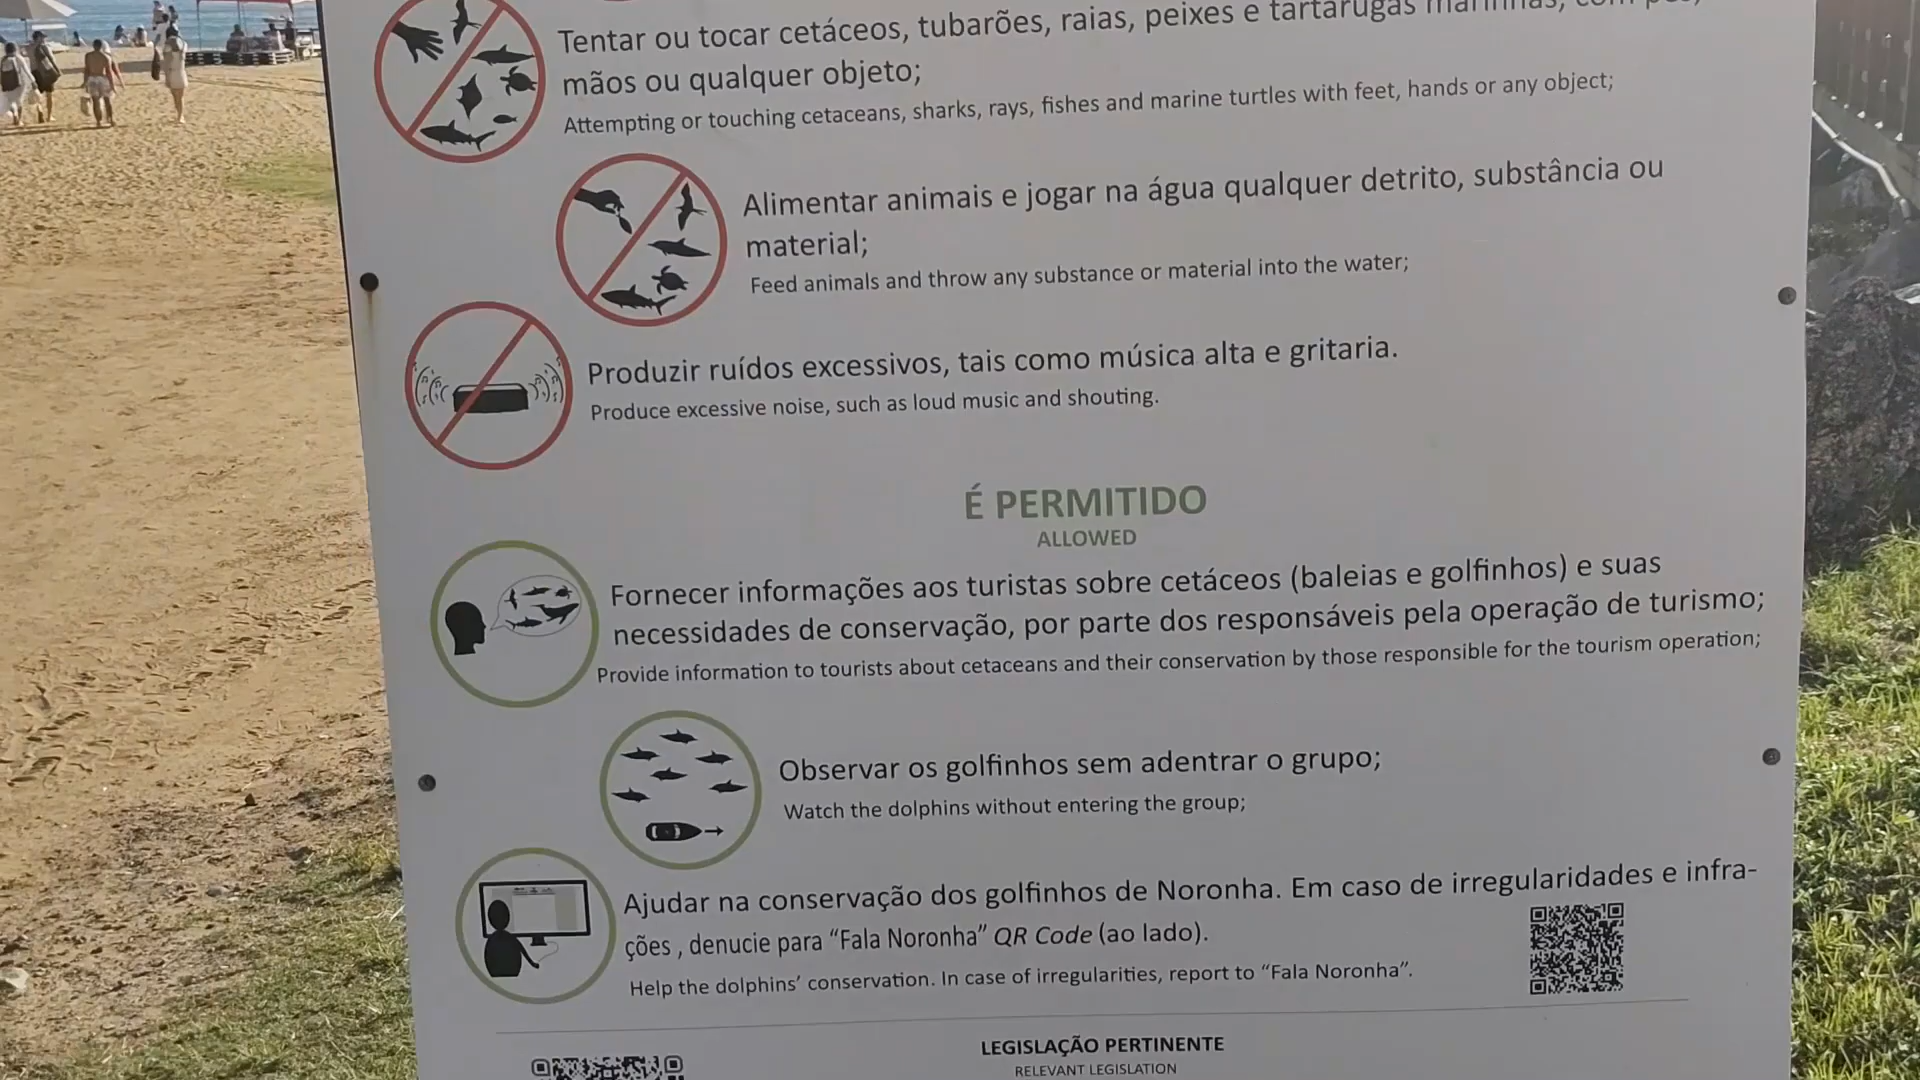 Tentar ou tocar cetáceos, tubarões, raias, peixes e tartarugas marinhas,
mãos ou qualquer objeto;
Attempting or touching cetaceans, sharks, rays, fishes and marine turtles with feet, hands or any object;
Alimentar animais e jogar na água qualquer detrito, substância ou
material;
Feed animals and throw any substance or material into the water;
Produzir ruídos excessivos, tais como música alta e gritaria.
Produce excessive noise, such as loud music and shouting.
É PERMITIDO
ALLOWED
Fornecer informações aos turistas sobre cetáceos (baleias e golfinhos) e suas
necessidades de conservação, por parte dos responsáveis pela operação de turismo;
Provide information to tourists about cetaceans and their conservation by those responsible for the tourism operation;
Observar os golfinhos sem adentrar o grupo;
Watch the dolphins without entering the group;
Ajudar na conservação dos golfinhos de Noronha. Em caso de irregularidades e infra-
ções , denucie para “Fala Noronha” QR Code (ao lado).
Help the dolphins’ conservation. In case of irregularities, report to “Fala Noronha”.
LEGISLAÇÃO PERTINENTE
RELEVANT LEGISLATION